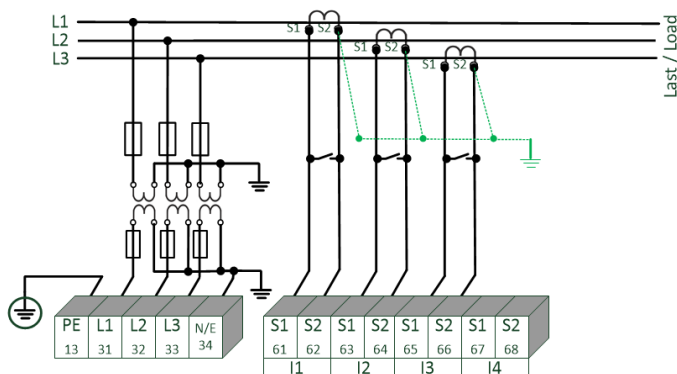 L1
L2
L3
S1 S2
S1 S2
S1 S2
Last / Load
PE L1 L2 L3 N/E
13 31 32 33 34
S1 S2 S1 S2 S1 S2 S1 S2
61 62 63 64 65 66 67 68
I1 I2 I3 I4